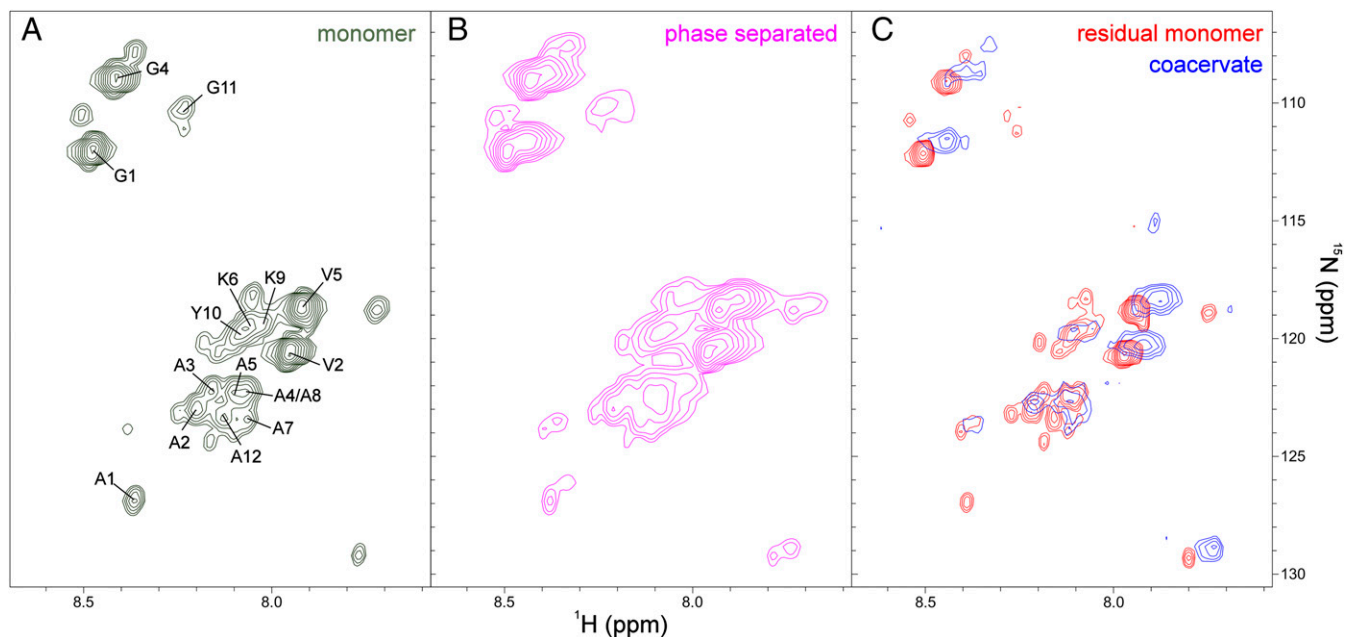 A
monomer
G4
G11
G1
K6
K9
V5
Y10
A3
A5
V2
A4/A8
A2
A7
A12
A1
8.5
8.0
B
phase separated
8.5
8.0
¹H (ppm)
C
residual monomer
coacervate
110
115
¹⁵N (ppm)
120
125
130
8.5
8.0